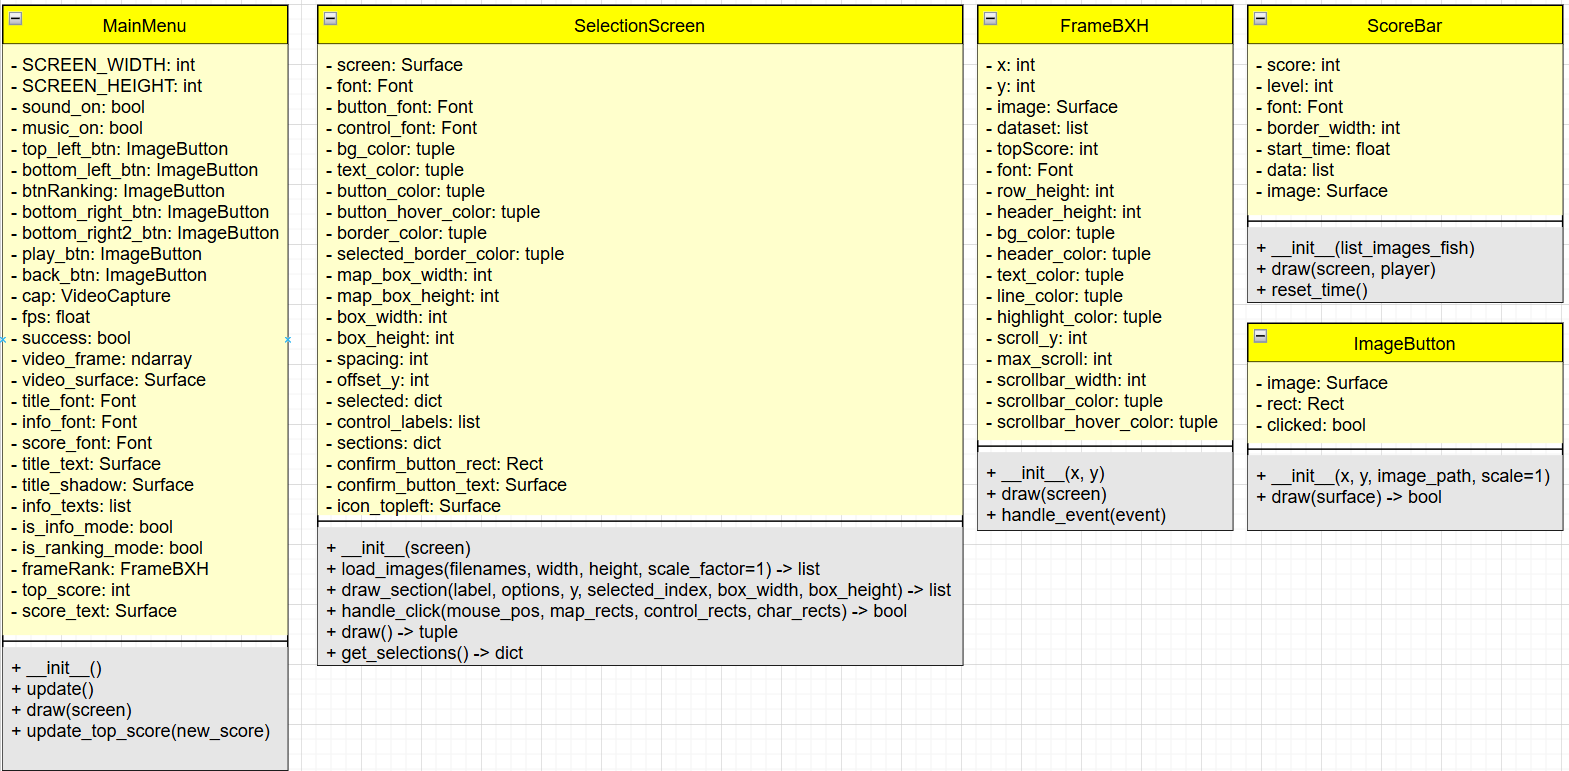 MainMenu
- SCREEN_WIDTH: int
- SCREEN_HEIGHT: int
- sound_on: bool
- music_on: bool
- top_left_btn: ImageButton
- bottom_left_btn: ImageButton
- btnRanking: ImageButton
- bottom_right_btn: ImageButton
- bottom_right2_btn: ImageButton
- play_btn: ImageButton
- back_btn: ImageButton
- cap: VideoCapture
- fps: float
- success: bool
- video_frame: ndarray
- video_surface: Surface
- title_font: Font
- info_font: Font
- score_font: Font
- title_text: Surface
- title_shadow: Surface
- info_texts: list
- is_info_mode: bool
- is_ranking_mode: bool
- frameRank: FrameBXH
- top_score: int
- score_text: Surface
+ __init__()
+ update()
+ draw(screen)
+ update_top_score(new_score)
SelectionScreen
- screen: Surface
- font: Font
- button_font: Font
- control_font: Font
- bg_color: tuple
- text_color: tuple
- button_color: tuple
- button_hover_color: tuple
- border_color: tuple
- selected_border_color: tuple
- map_box_width: int
- map_box_height: int
- box_width: int
- box_height: int
- spacing: int
- offset_y: int
- selected: dict
- control_labels: list
- sections: dict
- confirm_button_rect: Rect
- confirm_button_text: Surface
- icon_topleft: Surface
+ __init__(screen)
+ load_images(filenames, width, height, scale_factor=1) -> list
+ draw_section(label, options, y, selected_index, box_width, box_height) -> list
+ handle_click(mouse_pos, map_rects, control_rects, char_rects) -> bool
+ draw() -> tuple
+ get_selections() -> dict
FrameBXH
- x: int
- y: int
- image: Surface
- dataset: list
- topScore: int
- font: Font
- row_height: int
- header_height: int
- bg_color: tuple
- header_color: tuple
- text_color: tuple
- line_color: tuple
- highlight_color: tuple
- scroll_y: int
- max_scroll: int
- scrollbar_width: int
- scrollbar_color: tuple
- scrollbar_hover_color: tuple
+ __init__(x, y)
+ draw(screen)
+ handle_event(event)
ScoreBar
- score: int
- level: int
- font: Font
- border_width: int
- start_time: float
- data: list
- image: Surface
+ __init__(list_images_fish)
+ draw(screen, player)
+ reset_time()
ImageButton
- image: Surface
- rect: Rect
- clicked: bool
+ __init__(x, y, image_path, scale=1)
+ draw(surface) -> bool